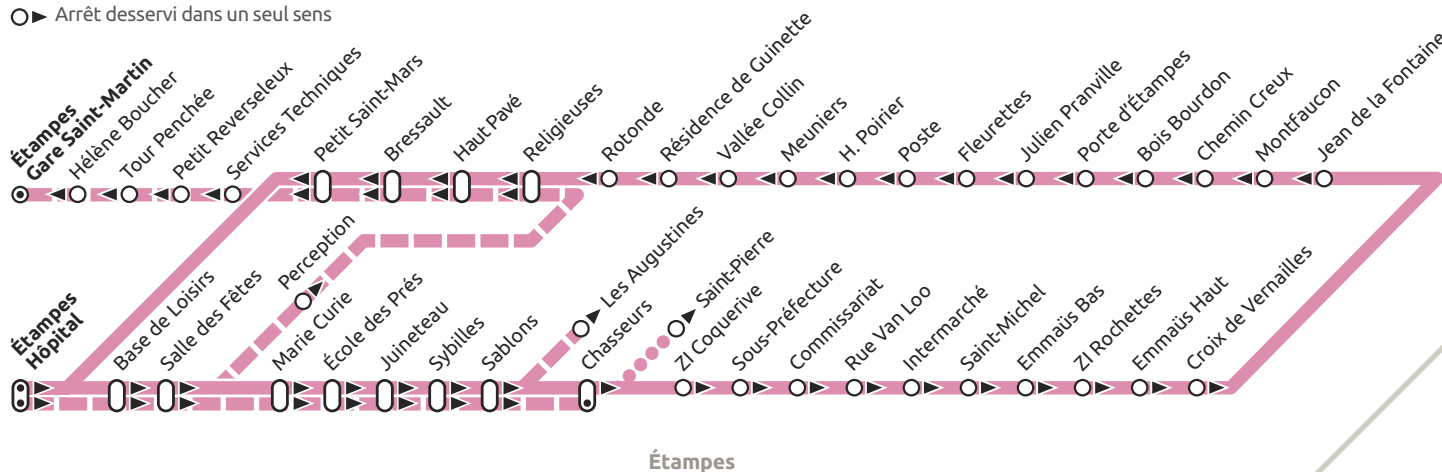 Arrêt desservi dans un seul sens
Étampes
Gare Saint-Martin
Hélène Boucher
Tour Penchée
Petit Reverseleux
Services Techniques
Petit Saint-Mars
Bressault
Haut Pavé
Religieuses
Rotonde
Résidence de Guinette
Vallée Collin
Meuniers
H. Poirier
Poste
Fleurettes
Julien Pranville
Porte d'Étampes
Bois Bourdon
Chemin Creux
Montfaucon
Jean de la Fontaine
Perception
Les Augustines
Saint-Pierre
Étampes
Hôpital
Base de Loisirs
Salle des Fêtes
Marie Curie
École des Prés
Juineteau
Sybilles
Sablons
Chasseurs
ZI Coquerive
Sous-Préfecture
Commissariat
Rue Van Loo
Intermarché
Saint-Michel
Emmaüs Bas
ZI Rochettes
Emmaüs Haut
Croix de Vernailles
Étampes